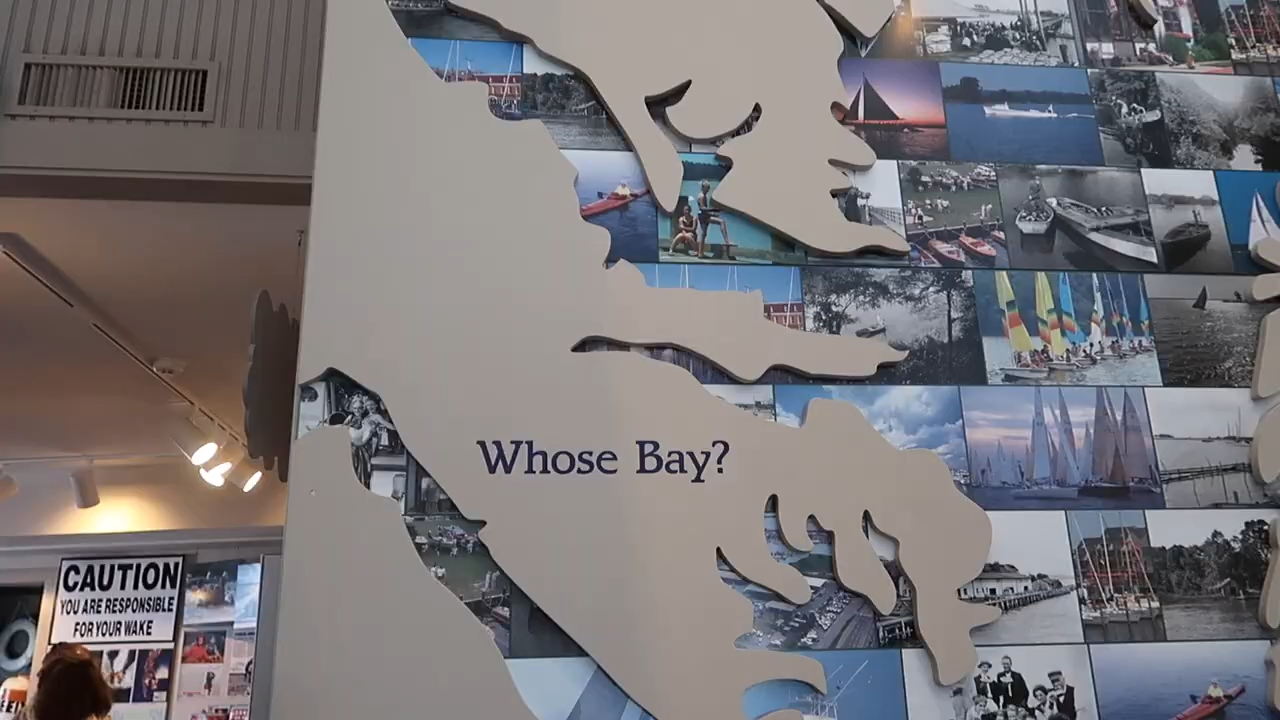 Whose Bay?
CAUTION
YOU ARE RESPONSIBLE
FOR YOUR WAKE